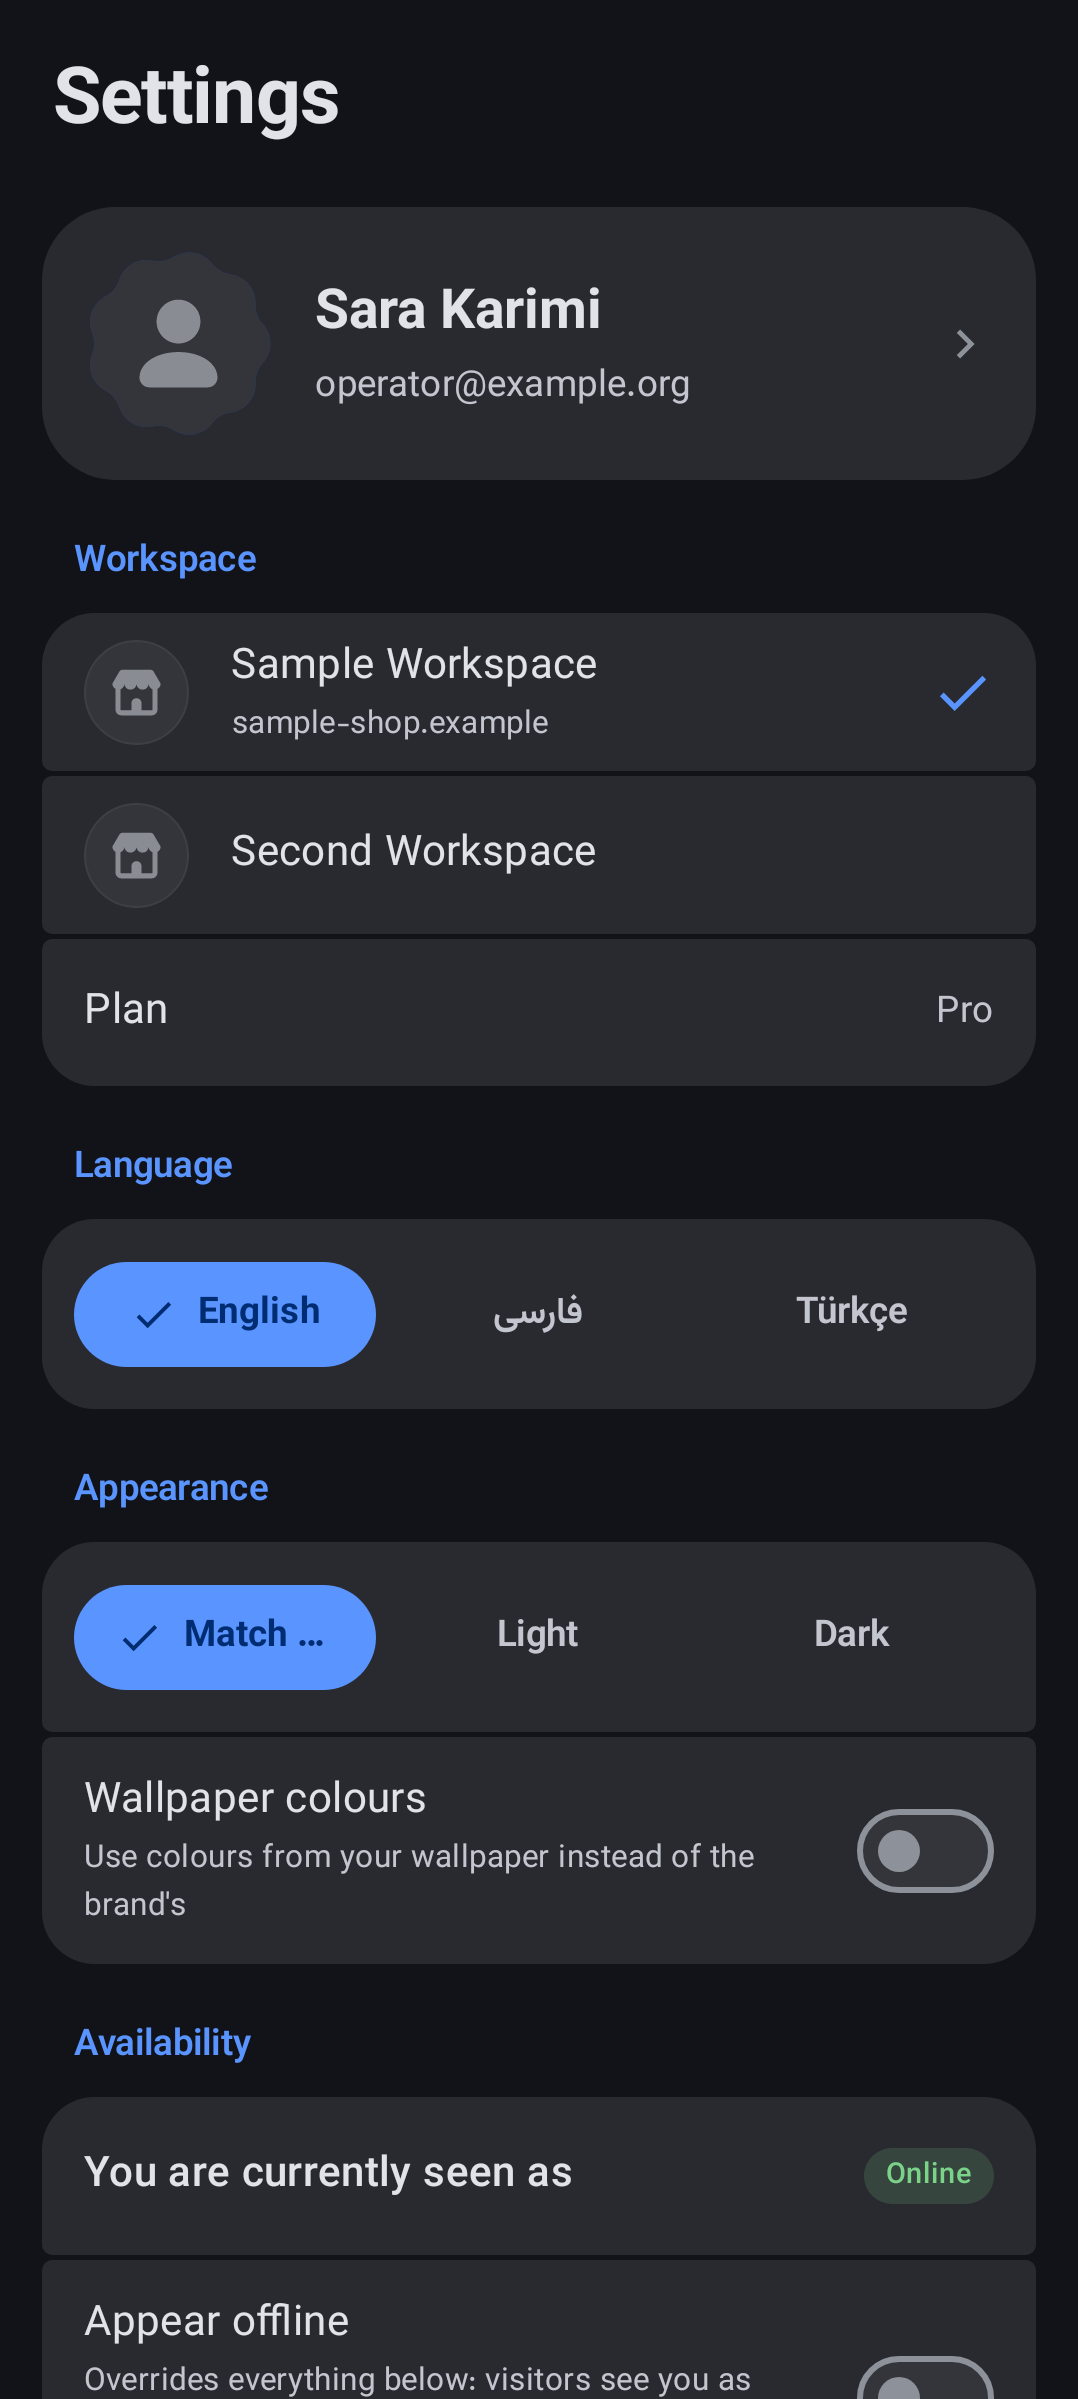 Settings
Sara Karimi
operator@example.org
Workspace
Sample Workspace
sample-shop.example
Second Workspace
Plan
Pro
Language
English
فارسی
Türkçe
Appearance
Match ...
Light
Dark
Wallpaper colours
Use colours from your wallpaper instead of the
brand's
Availability
You are currently seen as
Online
Appear offline
Overrides everything below: visitors see you as